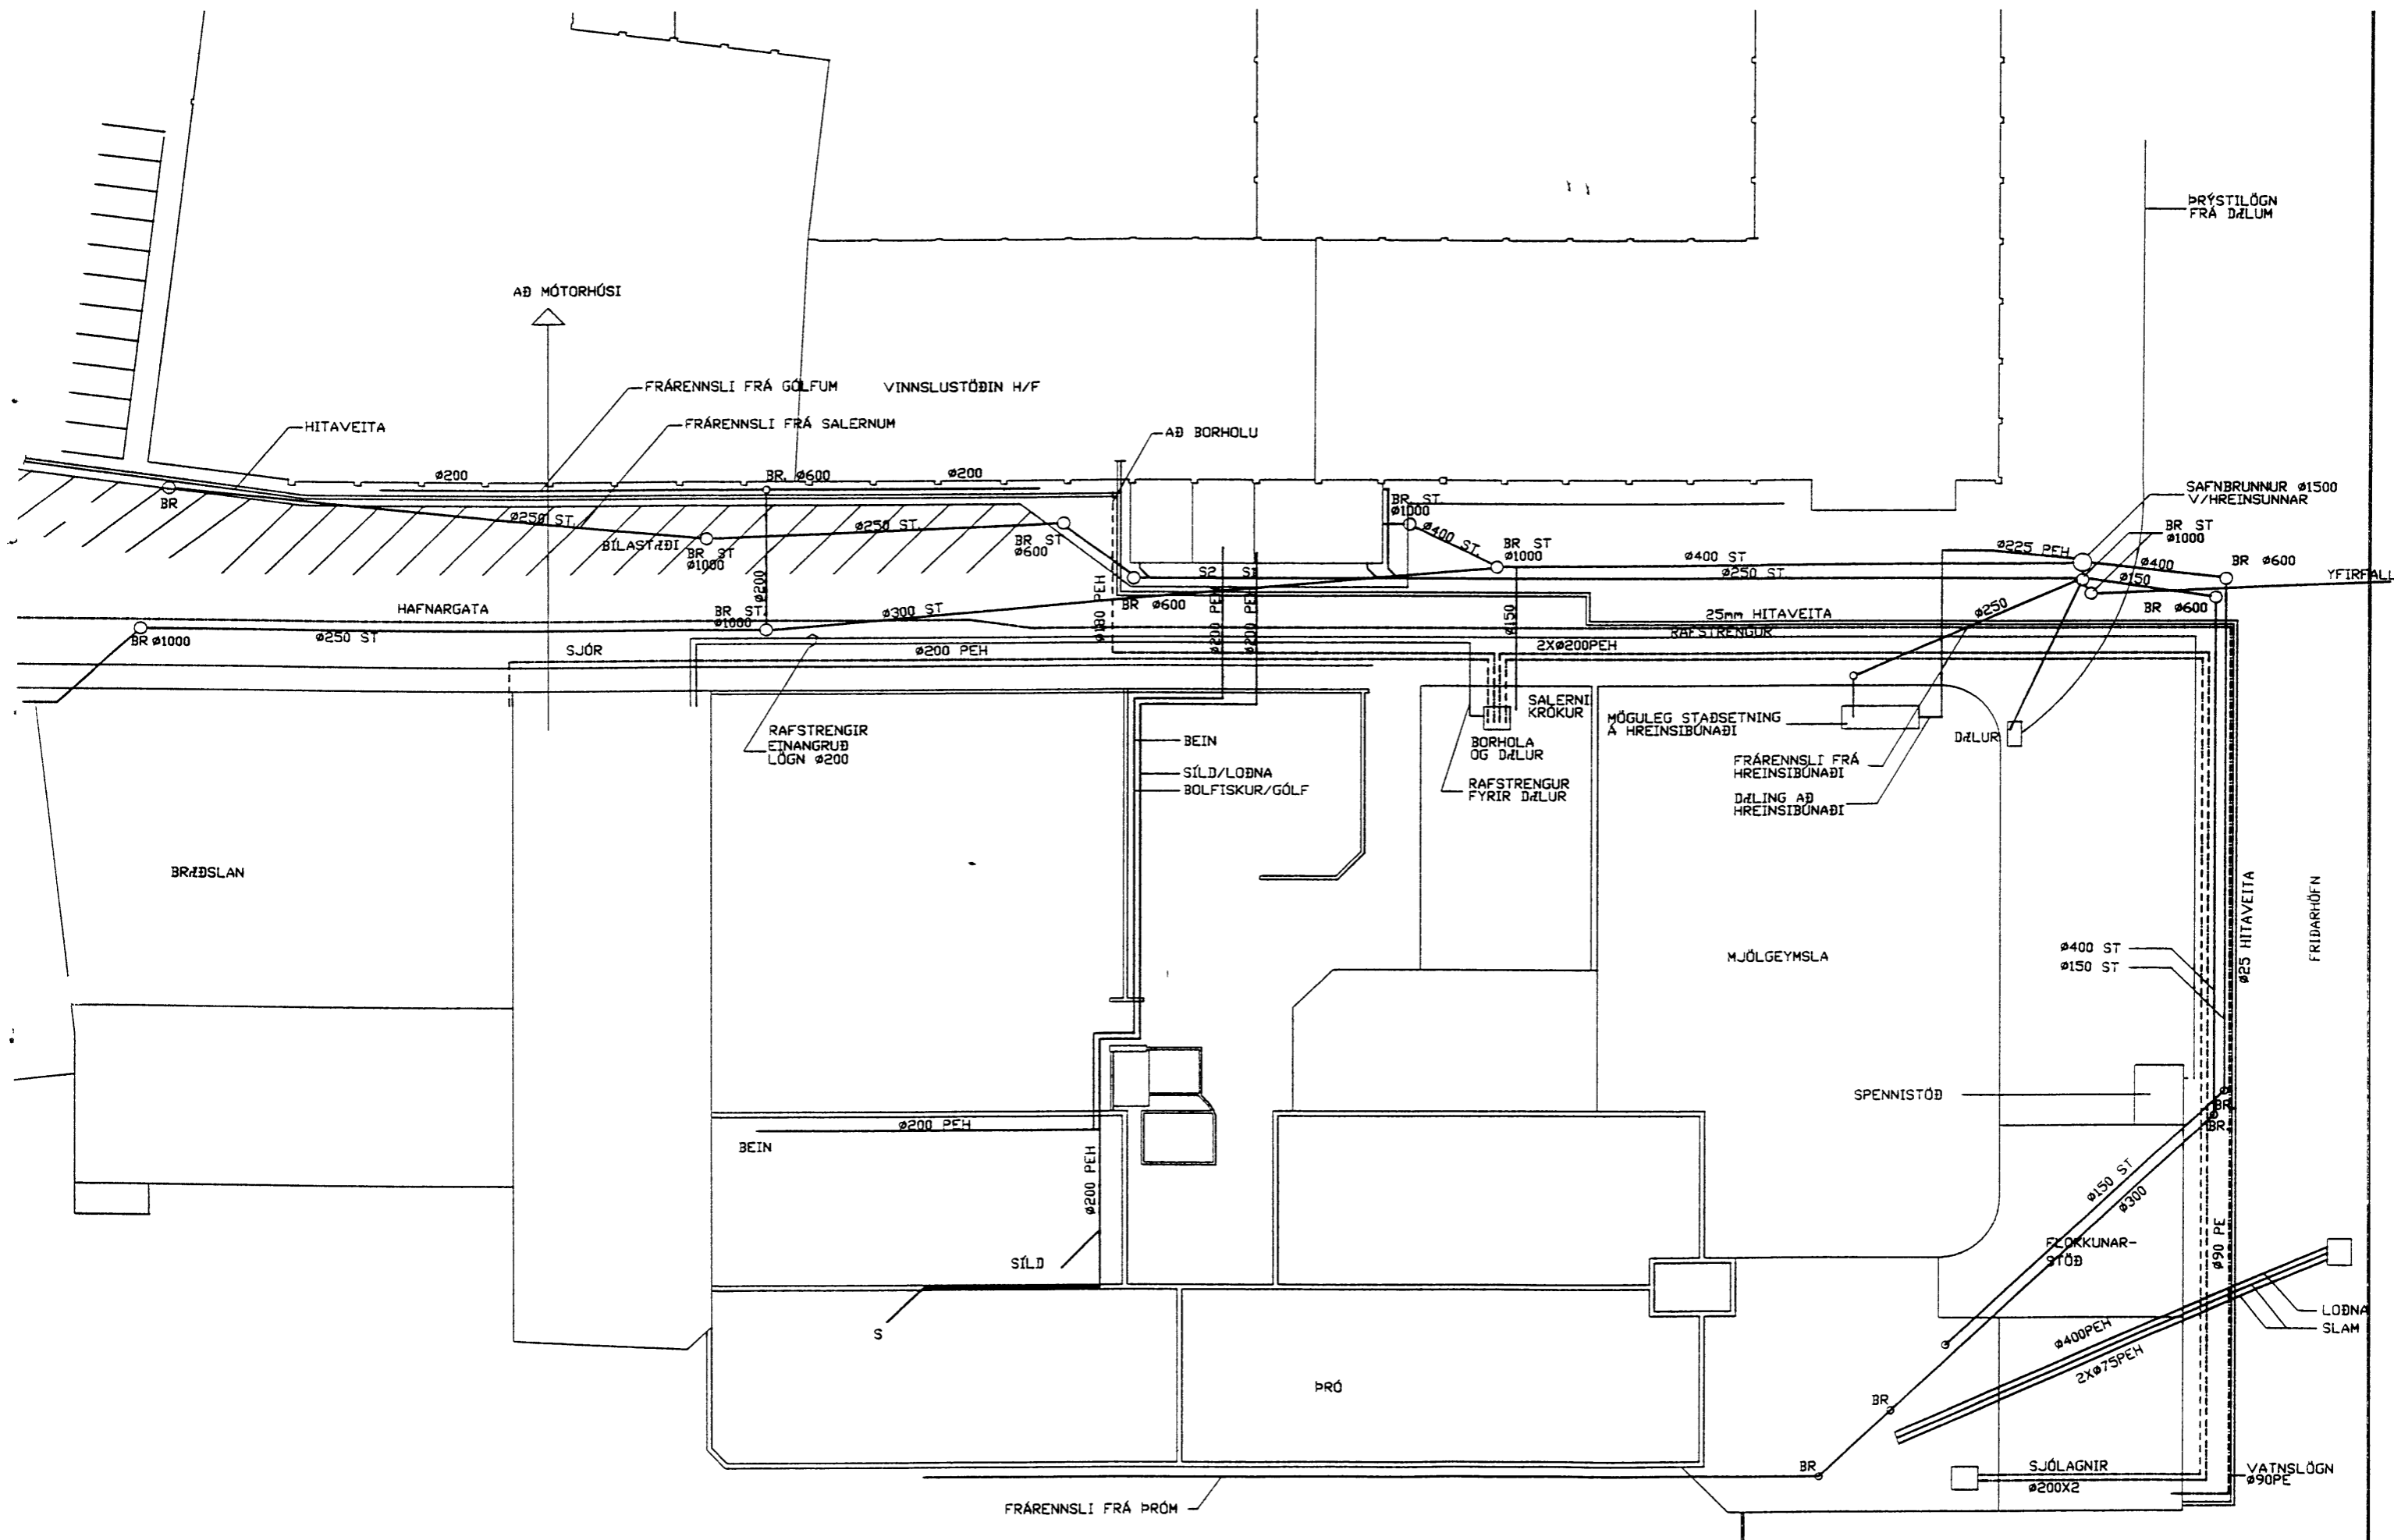 ÞRÝSTILÖGN
FRÁ DÆLUM
AÐ MÓTORHÚSI
FRÁRENNSLI FRÁ GÓLFUM
VINNSLUSTÖÐIN H/F
FRÁRENNSLI FRÁ SALERNUM
HITAVEITA
AÐ BORHOLU
ø200
BR. ø600
ø200
SAFNBRUNNUR ø1500
V/HREINSUNNAR
BR
ø250 ST.
BÍLASTÆÐI
BR ST
ø1000
ø250 ST.
BR ST
ø600
BR. ST.
ø1000
ø400 ST.
BR ST
ø1000
ø400 ST
ø225 PEH
BR ST
ø1000
ø400
BR ø600
S2
S1
ø250 ST.
ø150
YFIRFALL
ø200
ø180 PEH
ø200 PEH
ø200 PEH
ø150
HAFNARGATA
BR ST.
ø1000
ø300 ST
BR ø600
25mm HITAVEITA
ø250
BR ø600
BR ø1000
ø250 ST
SJÓR
ø200 PEH
RAFSTRENGUR
2Xø200PEH
RAFSTRENGIR
EINANGRUÐ
LÖGN ø200
BEIN
SÍLD/LOÐNA
BOLFISKUR/GÓLF
SALERNI
KRÓKUR
BORHOLA
OG DÆLUR
RAFSTRENGUR
FYRIR DÆLUR
MÖGULEG STAÐSETNING
Á HREINSIBÚNAÐI
DÆLUR
FRÁRENNSLI FRÁ
HREINSIBÚNAÐI
DÆLING AÐ
HREINSIBÚNAÐI
BRÆÐSLAN
MJÖLGEYMSLA
ø400 ST
ø150 ST
ø25 HITAVEITA
FRIÐARHÖFN
SPENNISTÖÐ
BR.
BR
ø200 PEH
BEIN
ø200 PEH
SÍLD
S
ø150 ST
ø300
FLOKKUNAR-
STÖÐ
ø90 PE
LOÐNA
SLAM
ø400PEH
2Xø75PEH
ÞRÓ
BR
BR
SJÓLAGNIR
ø200X2
VATNSLÖGN
ø90PE
FRÁRENNSLI FRÁ ÞRÓM